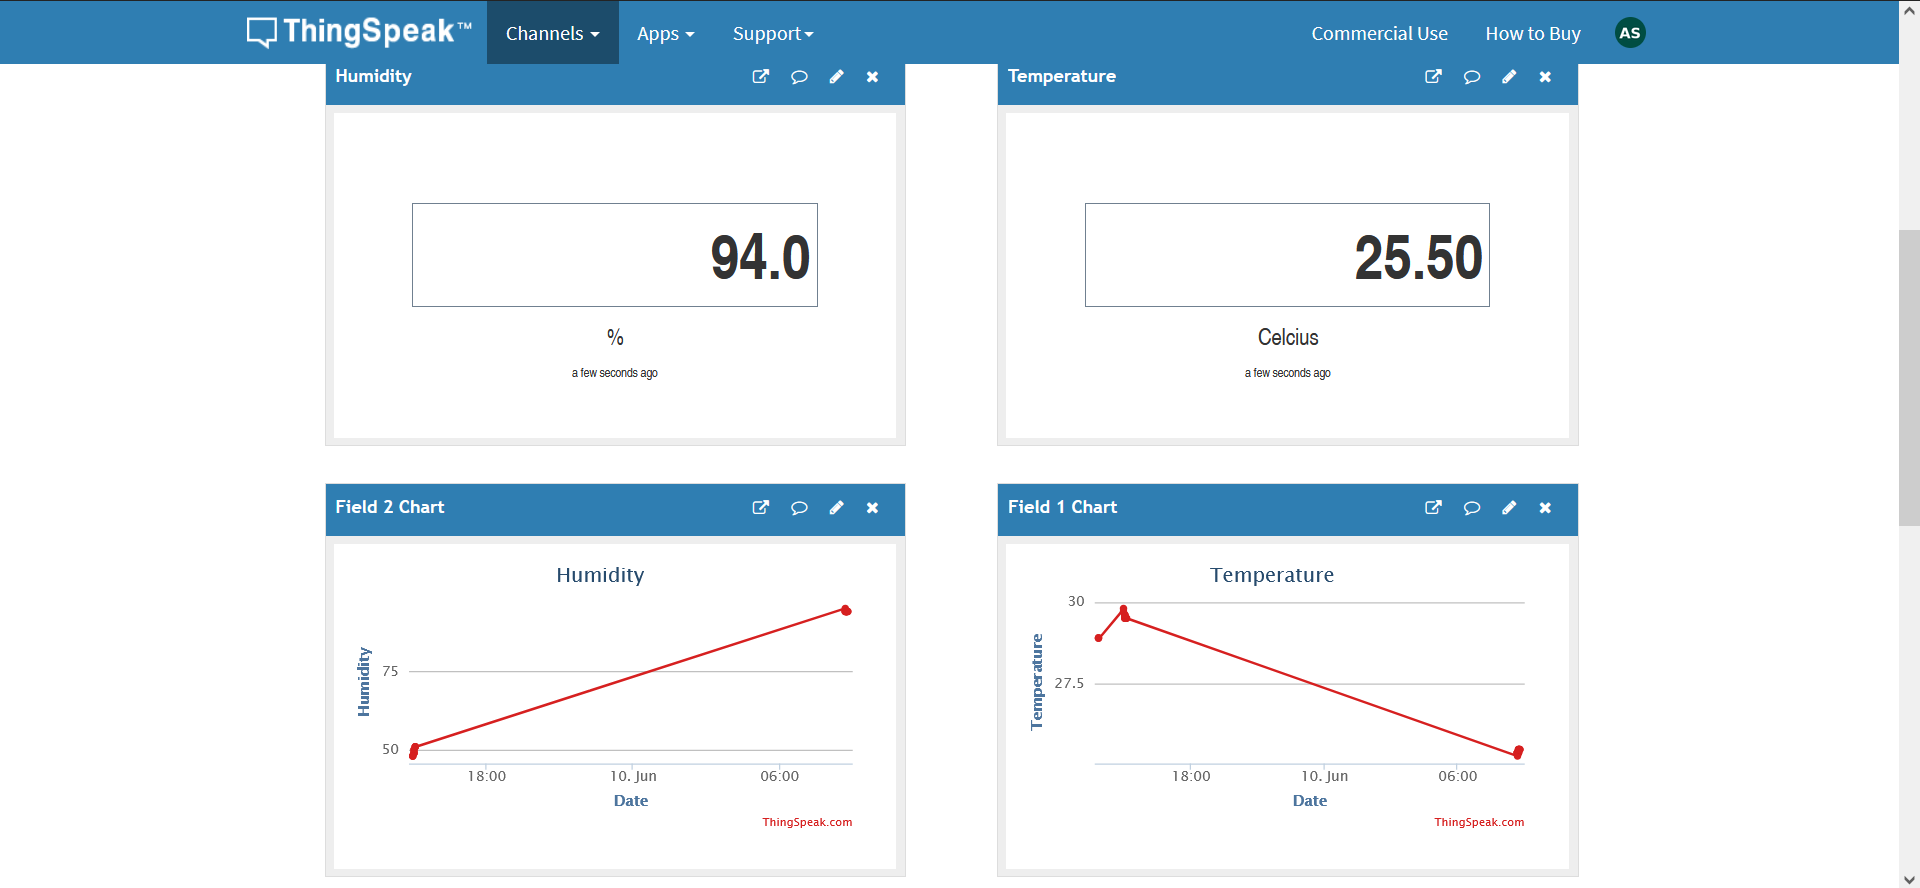 ThingSpeak™ Channels Apps Support Commercial Use How to Buy AS
Humidity
94.0
%
a few seconds ago
Temperature
25.50
Celcius
a few seconds ago
Field 2 Chart
Humidity
Humidity
75
50
18:00 10. Jun 06:00
Date
ThingSpeak.com
Field 1 Chart
Temperature
Temperature
30
27.5
18:00 10. Jun 06:00
Date
ThingSpeak.com